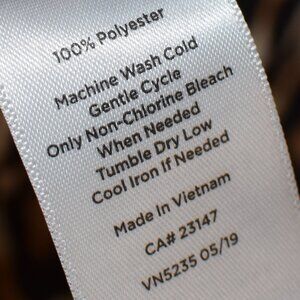 100% Polyester
Machine Wash Cold
Gentle Cycle
Only Non-Chlorine Bleach
When Needed
Tumble Dry Low
Cool Iron If Needed
Made In Vietnam
CA# 23147
VN5235 05/19